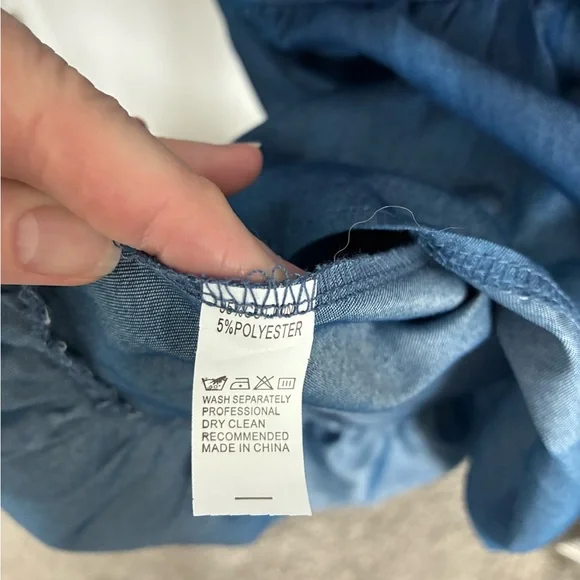 5%POLYESTER
WASH SEPARATELY
PROFESSIONAL
DRY CLEAN
RECOMMENDED
MADE IN CHINA